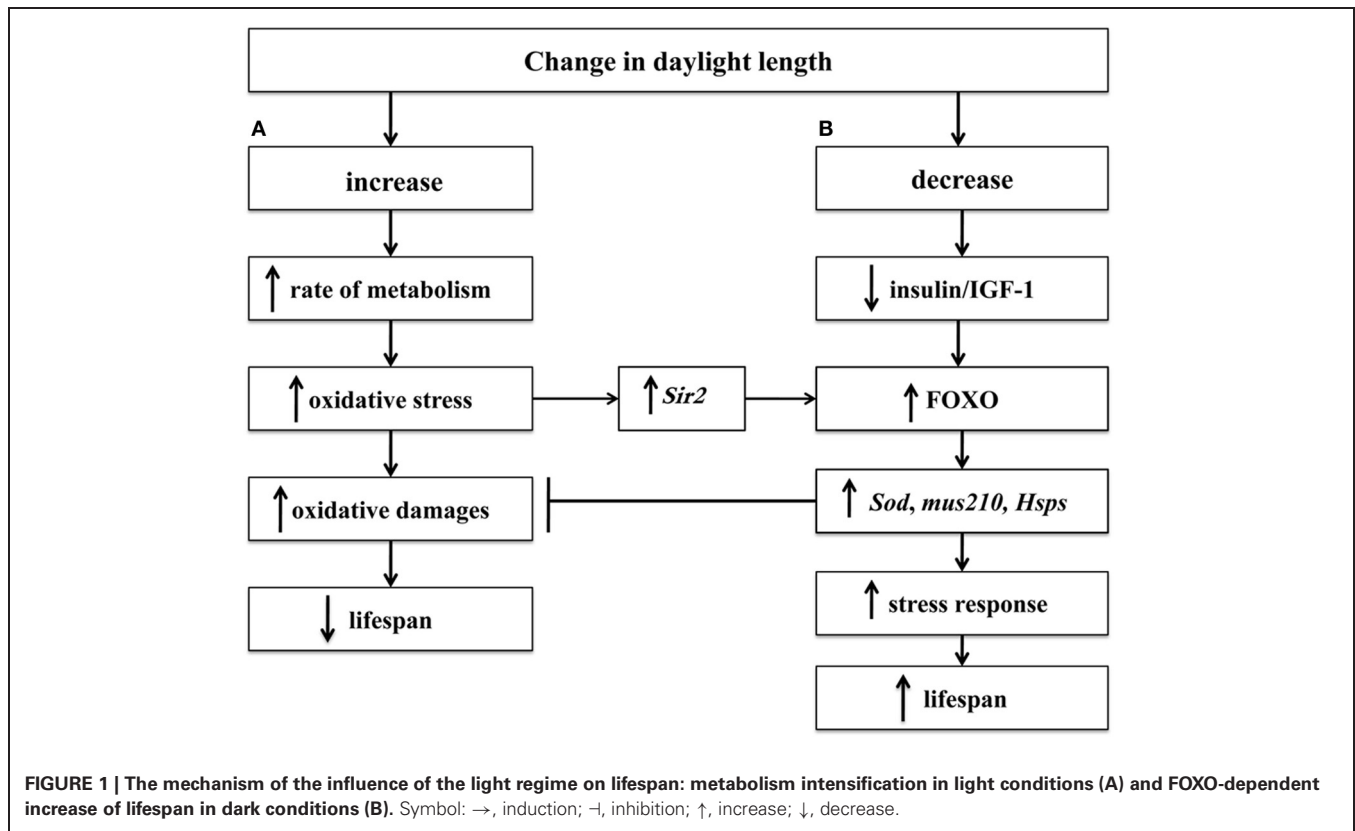 Change in daylight length
A
increase
↑ rate of metabolism
↑ oxidative stress
↑ oxidative damages
↓ lifespan
↑ Sir2
B
decrease
↓ insulin/IGF-1
↑ FOXO
↑ Sod, mus210, Hsps
↑ stress response
↑ lifespan
FIGURE 1 | The mechanism of the influence of the light regime on lifespan: metabolism intensification in light conditions (A) and FOXO-dependent
increase of lifespan in dark conditions (B). Symbol: →, induction; ⊣, inhibition; ↑, increase; ↓, decrease.